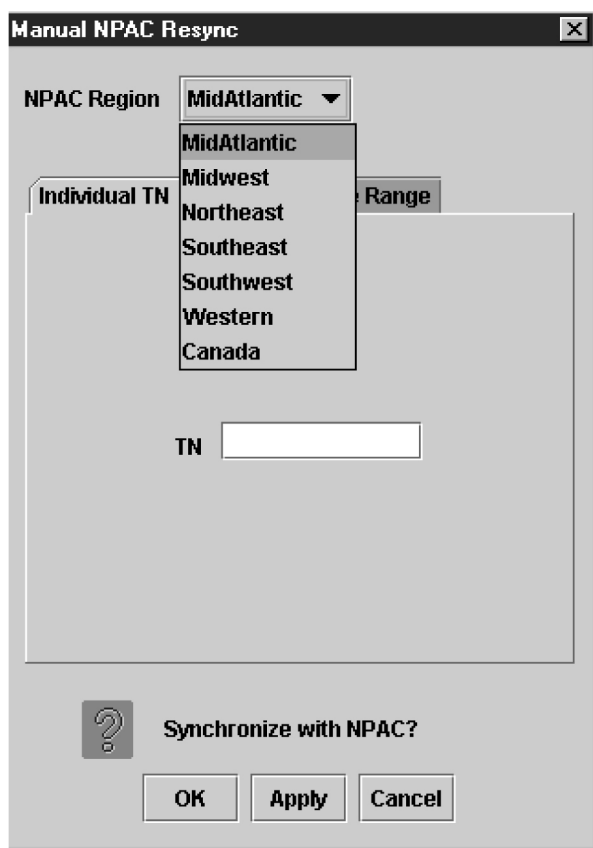 Manual NPAC Resync
NPAC Region MidAtlantic
MidAtlantic
Midwest
Individual TN Range
Northeast
Southeast
Southwest
Western
Canada
TN
Synchronize with NPAC?
OK Apply Cancel